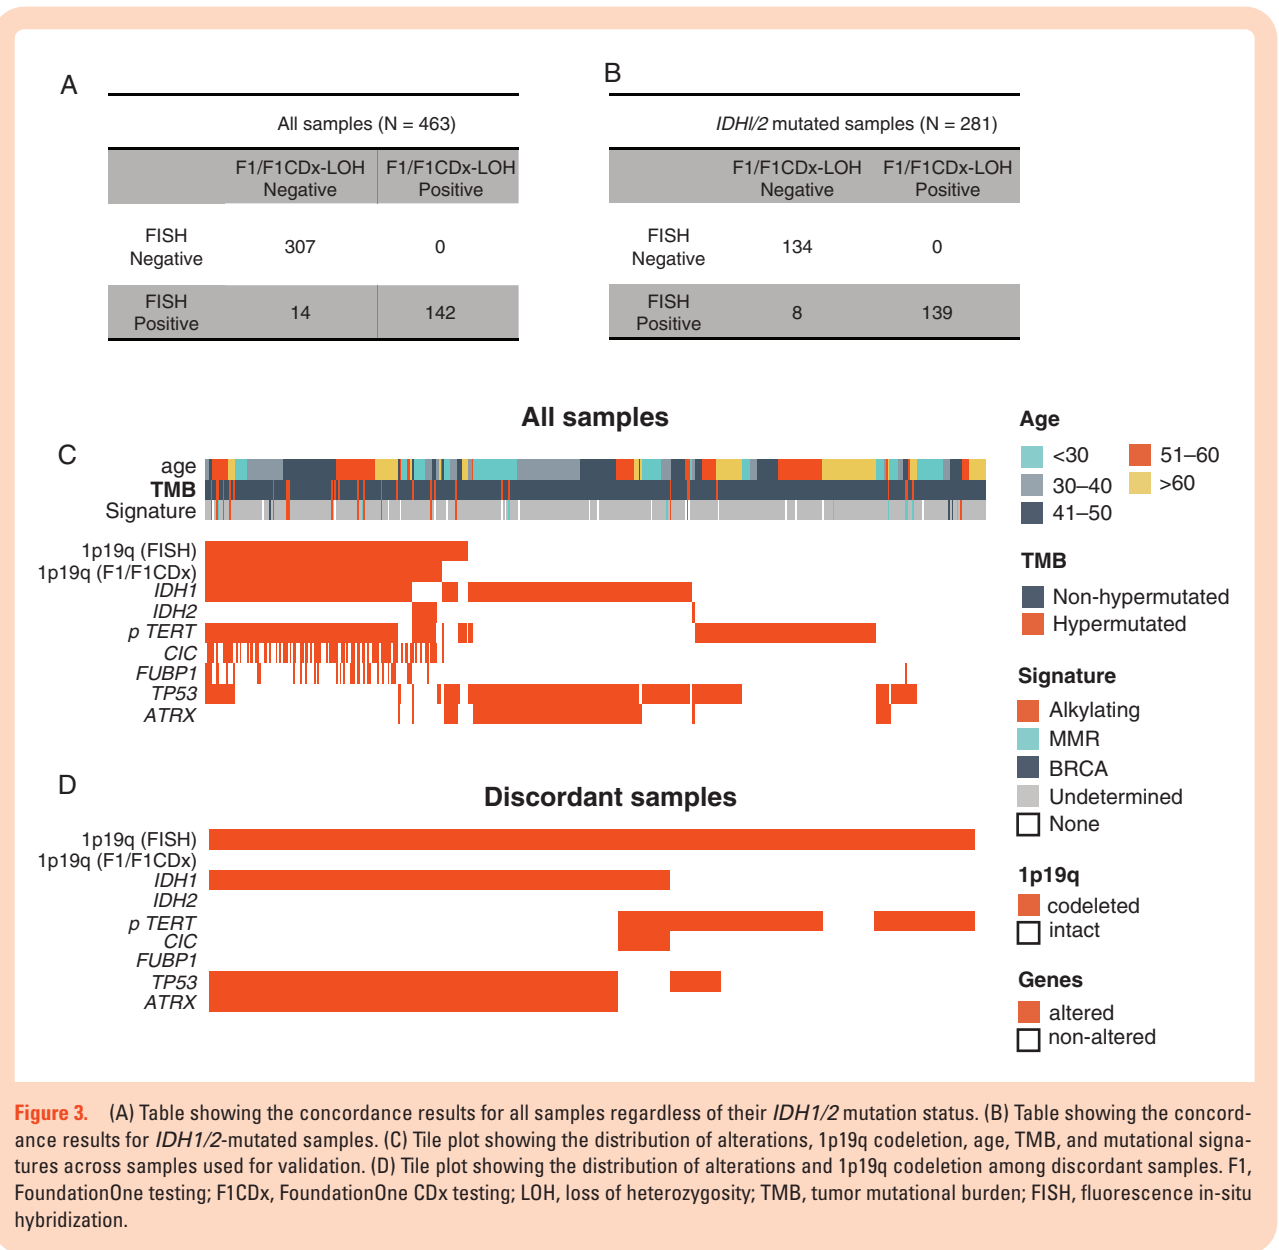 A
All samples (N = 463)
F1/F1CDx-LOH Negative F1/F1CDx-LOH Positive
FISH Negative 307 0
FISH Positive 14 142
B
IDHI/2 mutated samples (N = 281)
F1/F1CDx-LOH Negative F1/F1CDx-LOH Positive
FISH Negative 134 0
FISH Positive 8 139
All samples
C
age
TMB
Signature
1p19q (FISH)
1p19q (F1/F1CDx)
IDH1
IDH2
p TERT
CIC
FUBP1
TP53
ATRX
D
Discordant samples
1p19q (FISH)
1p19q (F1/F1CDx)
IDH1
IDH2
p TERT
CIC
FUBP1
TP53
ATRX
Age
<30
30–40
41–50
51–60
>60
TMB
Non-hypermutated
Hypermutated
Signature
Alkylating
MMR
BRCA
Undetermined
None
1p19q
codeleted
intact
Genes
altered
non-altered
Figure 3. (A) Table showing the concordance results for all samples regardless of their IDH1/2 mutation status. (B) Table showing the concord-
ance results for IDH1/2-mutated samples. (C) Tile plot showing the distribution of alterations, 1p19q codeletion, age, TMB, and mutational signa-
tures across samples used for validation. (D) Tile plot showing the distribution of alterations and 1p19q codeletion among discordant samples. F1,
FoundationOne testing; F1CDx, FoundationOne CDx testing; LOH, loss of heterozygosity; TMB, tumor mutational burden; FISH, fluorescence in-situ
hybridization.